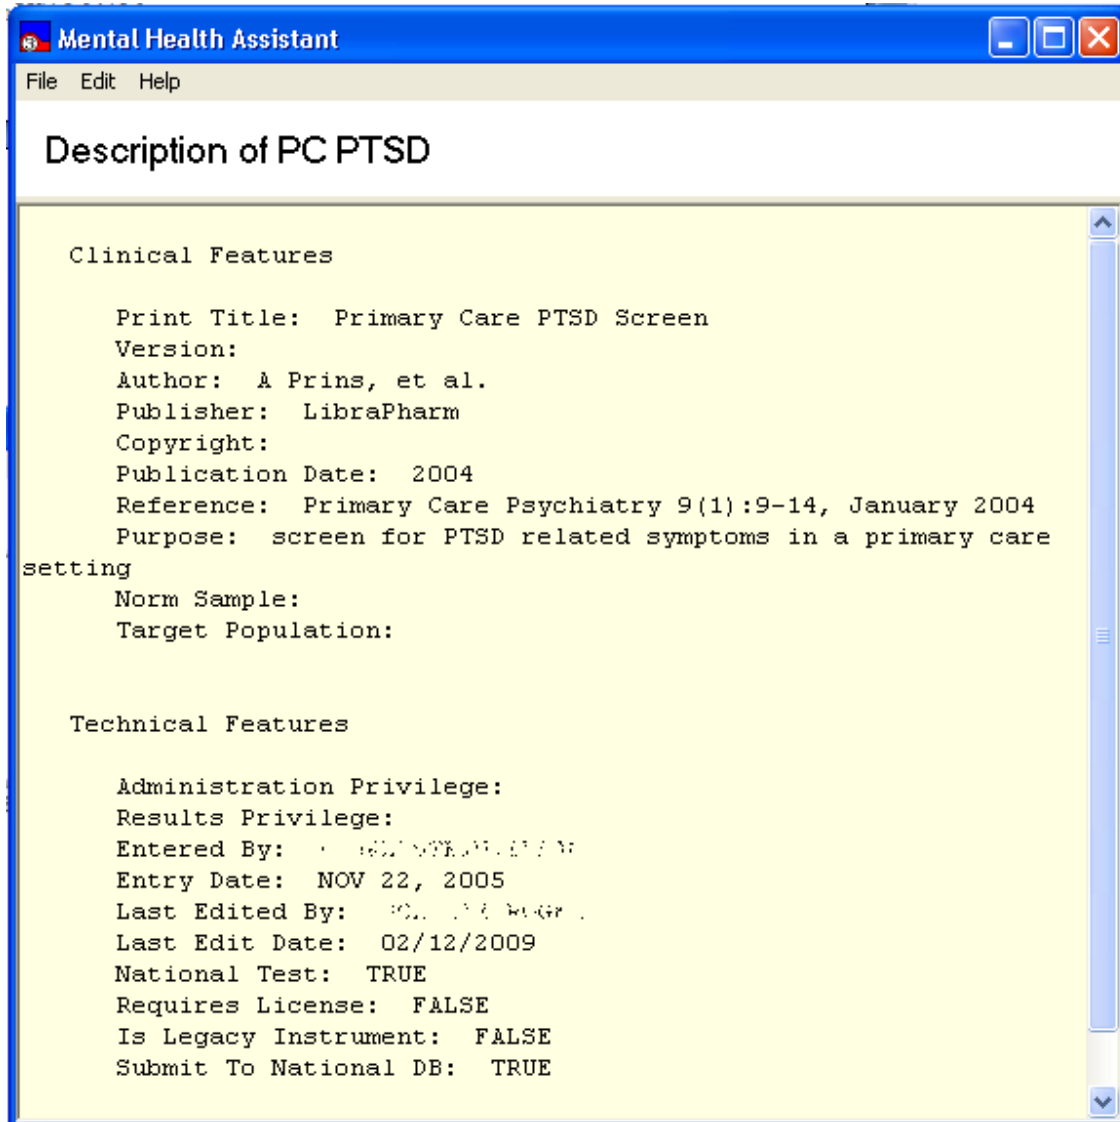 Mental Health Assistant
File Edit Help
Description of PC PTSD
Clinical Features
Print Title: Primary Care PTSD Screen
Version:
Author: A Prins, et al.
Publisher: LibraPharm
Copyright:
Publication Date: 2004
Reference: Primary Care Psychiatry 9(1):9-14, January 2004
Purpose: screen for PTSD related symptoms in a primary care
setting
Norm Sample:
Target Population:
Technical Features
Administration Privilege:
Results Privilege:
Entered By:
Entry Date: NOV 22, 2005
Last Edited By:
Last Edit Date: 02/12/2009
National Test: TRUE
Requires License: FALSE
Is Legacy Instrument: FALSE
Submit To National DB: TRUE